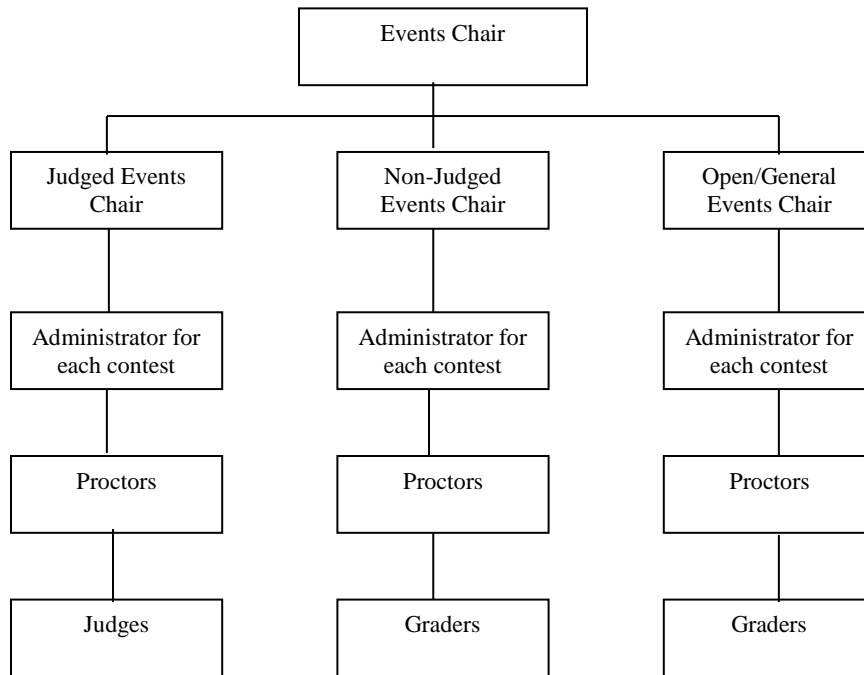 Events Chair
Judged Events
Chair
Non-Judged
Events Chair
Open/General
Events Chair
Administrator for
each contest
Administrator for
each contest
Administrator for
each contest
Proctors
Proctors
Proctors
Judges
Graders
Graders